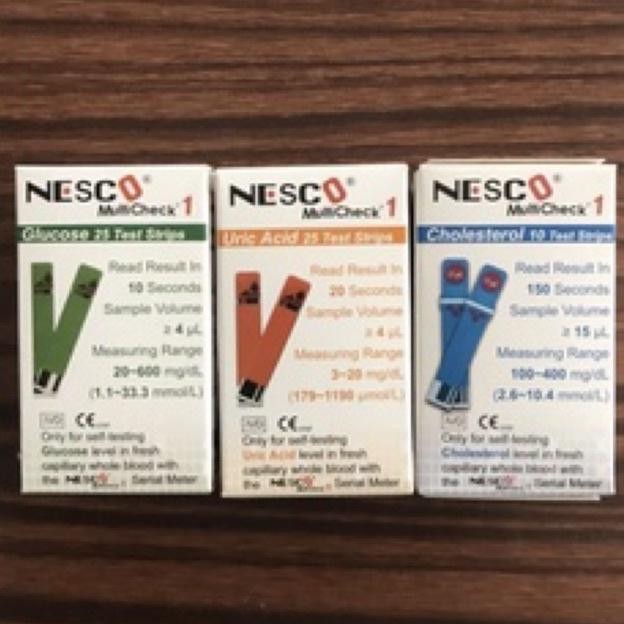 NESCO®
MultiCheck 1
Glucose 25 Test Strips
Read Result In
10 Seconds
Sample Volume
≥ 4 µL
Measuring Range
20~600 mg/dL
(1.1~33.3 mmol/L)
IVD CE
Only for self-testing
Glucose level in fresh
capillary whole blood with
the NESCO Serial Meter
NESCO®
MultiCheck 1
Uric Acid 25 Test Strips
Read Result In
20 Seconds
Sample Volume
≥ 4 µL
Measuring Range
3~20 mg/dL
(179~1190 µmol/L)
IVD CE
Only for self-testing
Uric Acid level in fresh
capillary whole blood with
the NESCO Serial Meter
NESCO®
MultiCheck 1
Cholesterol 10 Test Strips
Read Result In
150 Seconds
Sample Volume
≥ 15 µL
Measuring Range
100~400 mg/dL
(2.6~10.4 mmol/L)
IVD CE
Only for self-testing
Cholesterol level in fresh
capillary whole blood with
the NESCO Serial Meter